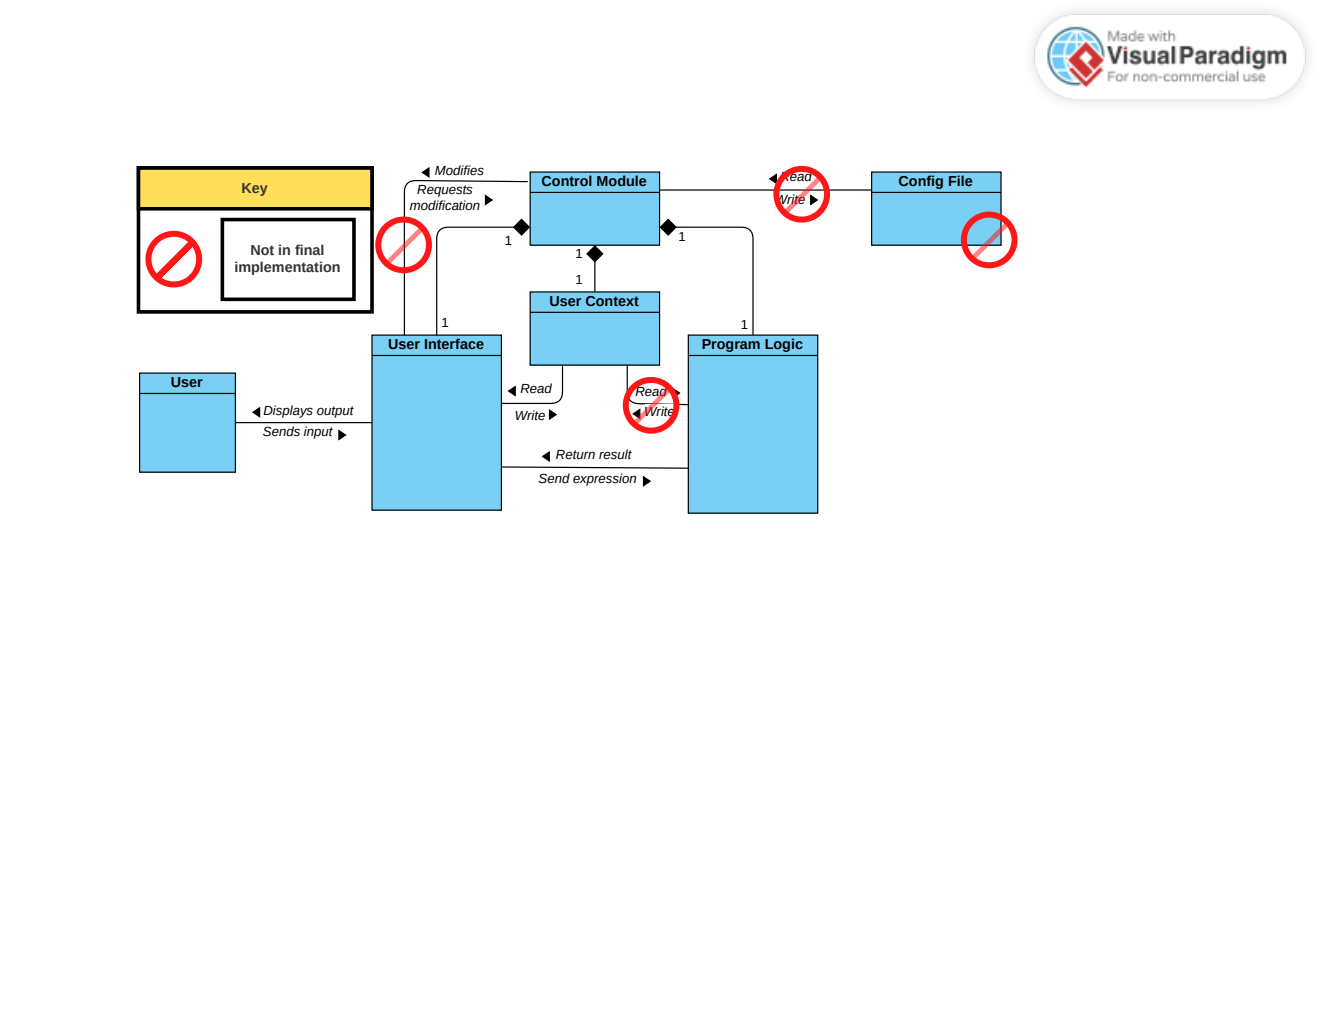 Made with
Visual Paradigm
For non-commercial use
Key
Not in final
implementation
Modifies
Requests
modification
Control Module
Read
Write
Config File
1
1
1
1
User Context
1
1
User Interface
Program Logic
User
Displays output
Sends input
Read
Write
Read
Write
Return result
Send expression